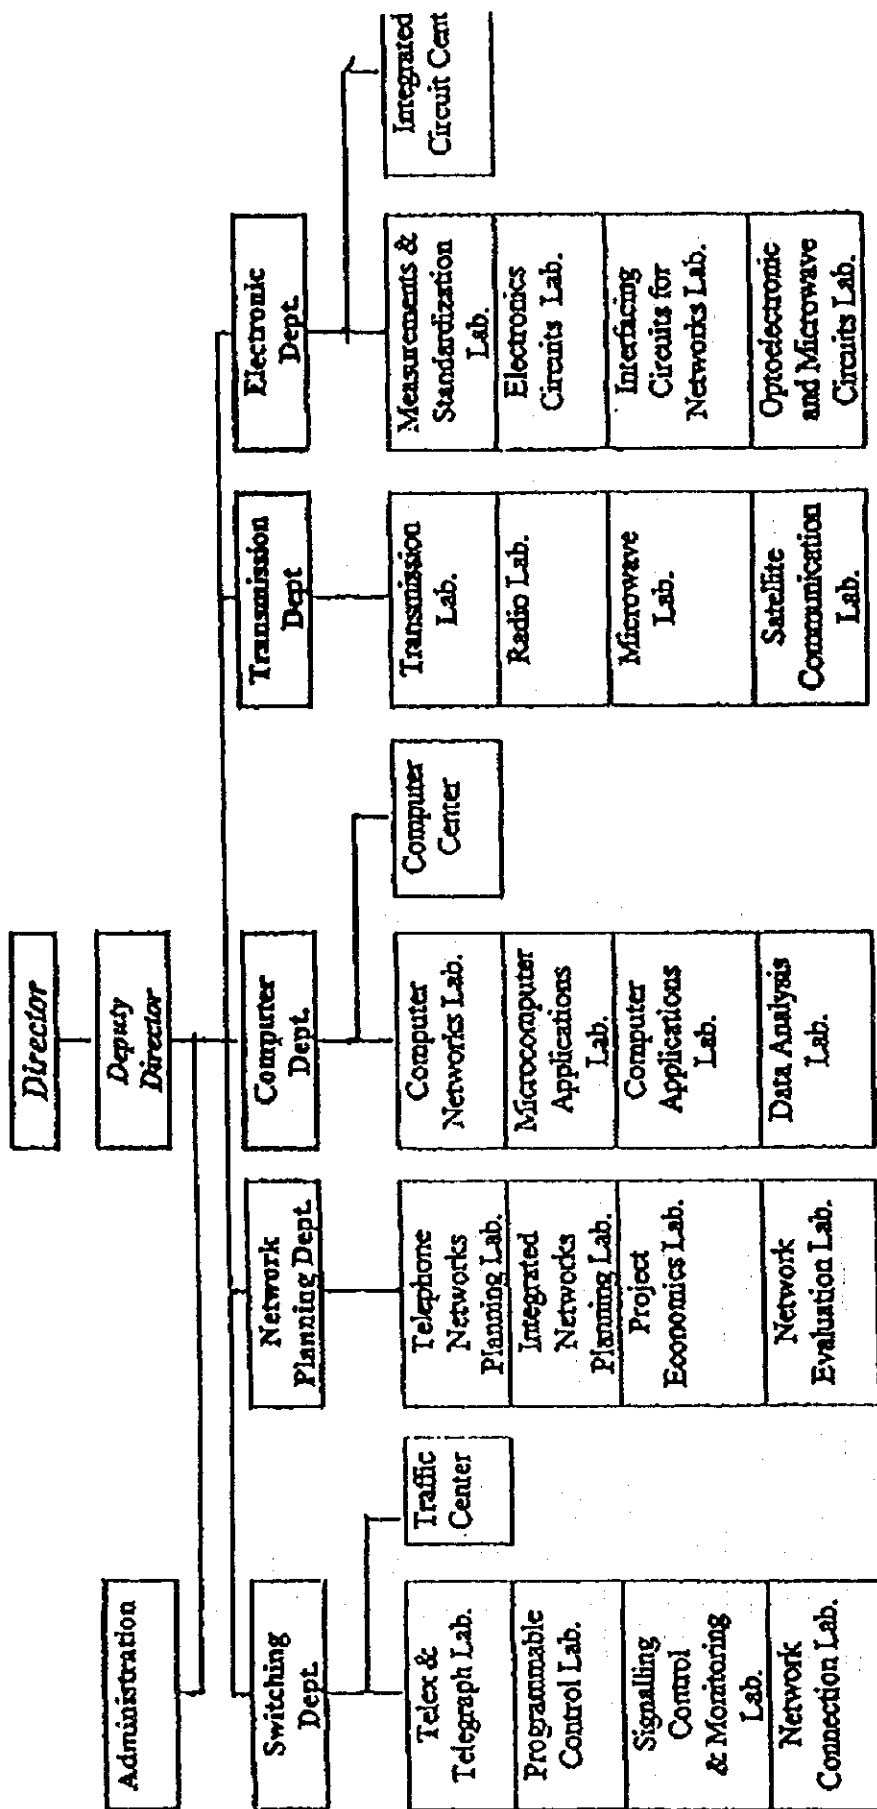 Director
Deputy
Director
Administration
Switching
Dept.
Network
Planning Dept.
Computer
Dept.
Transmission
Dept
Electronic
Dept.
Telex &
Telegraph Lab.
Programmable
Control Lab.
Signalling
Control
& Monitoring
Lab.
Network
Connection Lab.
Traffic
Center
Telephone
Networks
Planning Lab.
Integrated
Networks
Planning Lab.
Project
Economics Lab.
Network
Evaluation Lab.
Computer
Networks Lab.
Microcomputer
Applications
Lab.
Computer
Applications
Lab.
Data Analysis
Lab.
Computer
Center
Transmission
Lab.
Radio Lab.
Microwave
Lab.
Satellite
Communication
Lab.
Measurements &
Standardization
Lab.
Electronics
Circuits Lab.
Interfacing
Circuits for
Networks Lab.
Optoelectronic
and Microwave
Circuits Lab.
Integrated
Circuit Cent